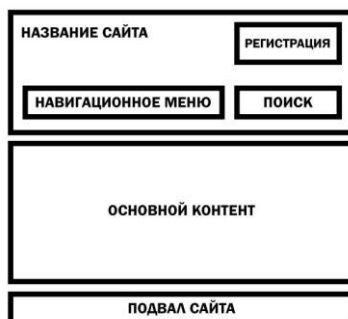 НАЗВАНИЕ САЙТА
РЕГИСТРАЦИЯ
НАВИГАЦИОННОЕ МЕНЮ
ПОИСК
ОСНОВНОЙ КОНТЕНТ
ПОДВАЛ САЙТА